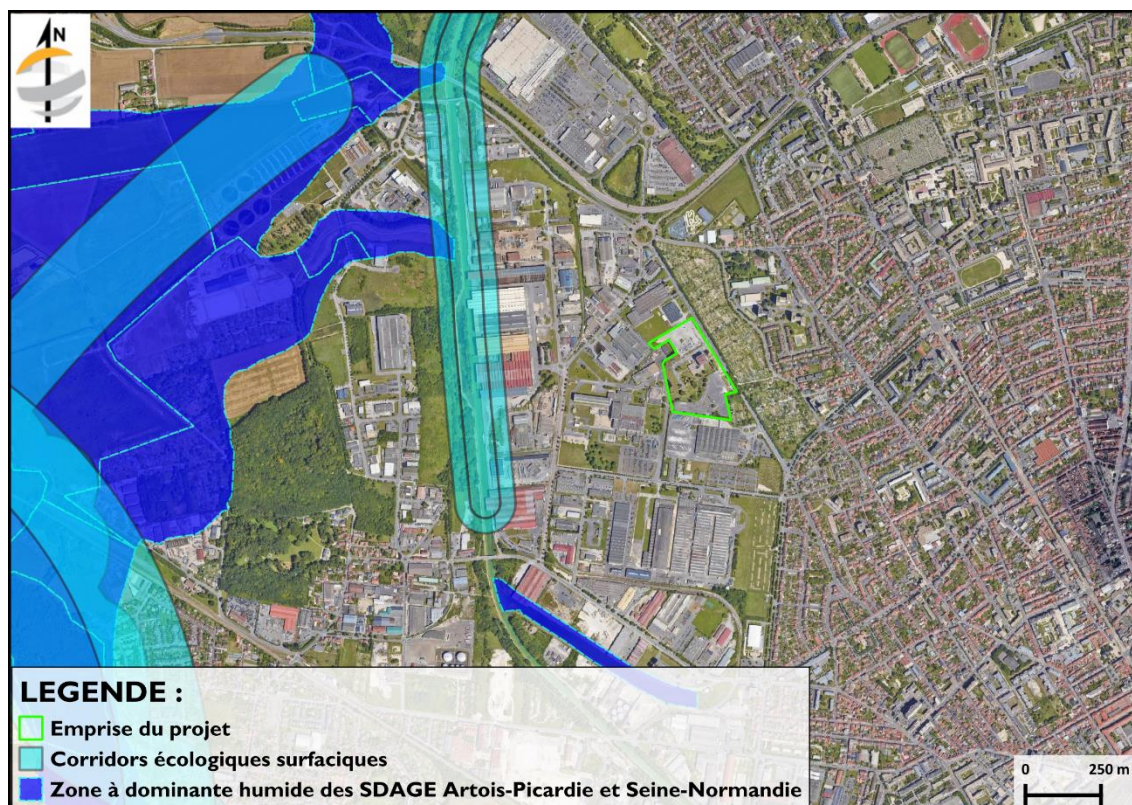 N
LEGENDE :
Emprise du projet
Corridors écologiques surfaciques
Zone à dominante humide des SDAGE Artois-Picardie et Seine-Normandie
0 250 m